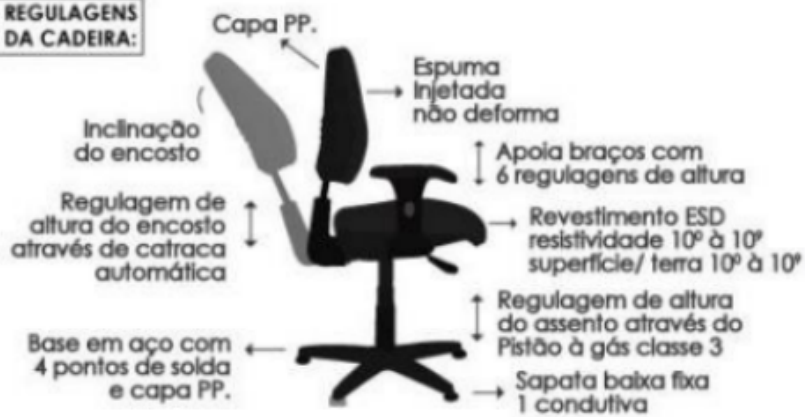 REGULAGENS
DA CADEIRA:
Capa PP.
Espuma
Injetada
não deforma
Inclinação
do encosto
Apoia braços com
6 regulagens de altura
Regulagem de
altura do encosto
através de catraca
automática
Revestimento ESD
resistividade 10⁰ à 10⁹
superfície/ terra 10⁰ à 10⁹
Regulagem de altura
do assento através do
Pistão à gás classe 3
Base em aço com
4 pontos de solda
e capa PP.
Sapata baixa fixa
1 condutiva